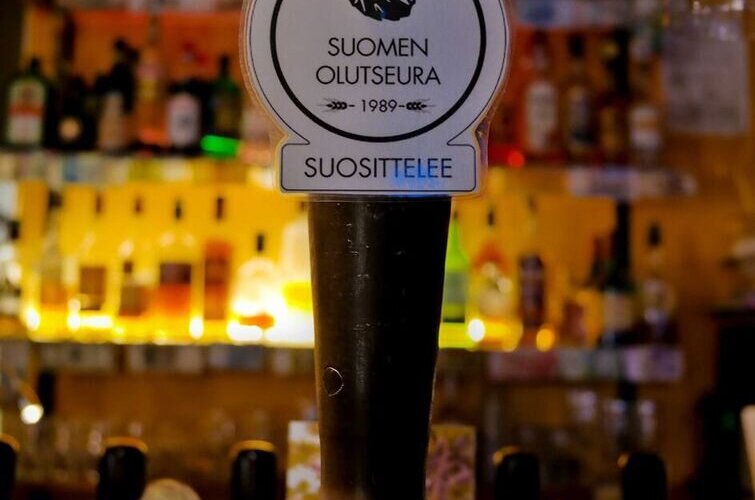 SUOMEN
OLUTSEURA
- 1989 -
SUOSITTELEE